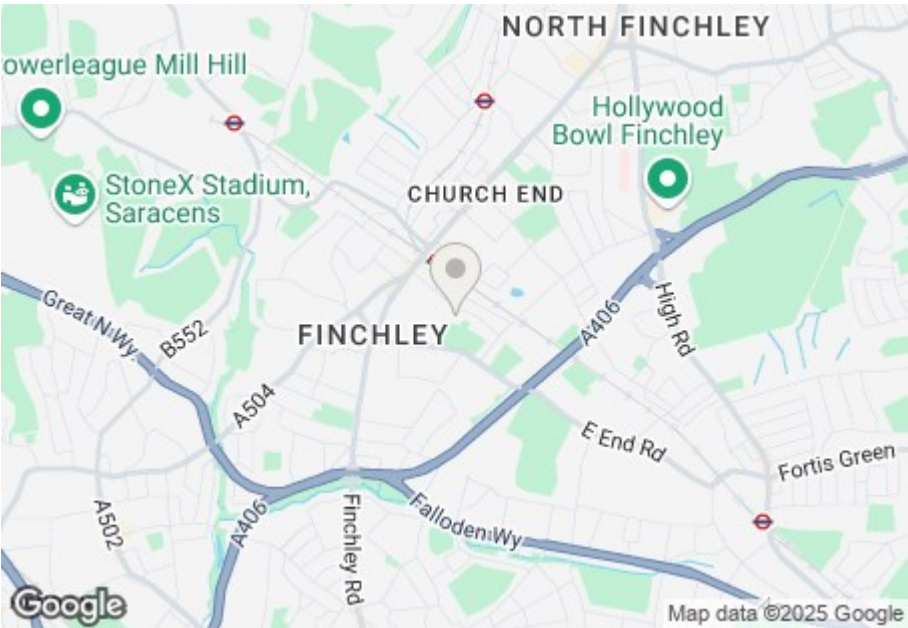 NORTH FINCHLEY
owerleague Mill Hill
Hollywood
Bowl Finchley
StoneX Stadium,
Saracens
CHURCH END
Great N Wy.
B552
FINCHLEY
A406
High Rd
A504
E End Rd
Fortis Green
A502
A406
Finchley Rd
Falloden Wy
Google
Map data ©2025 Google